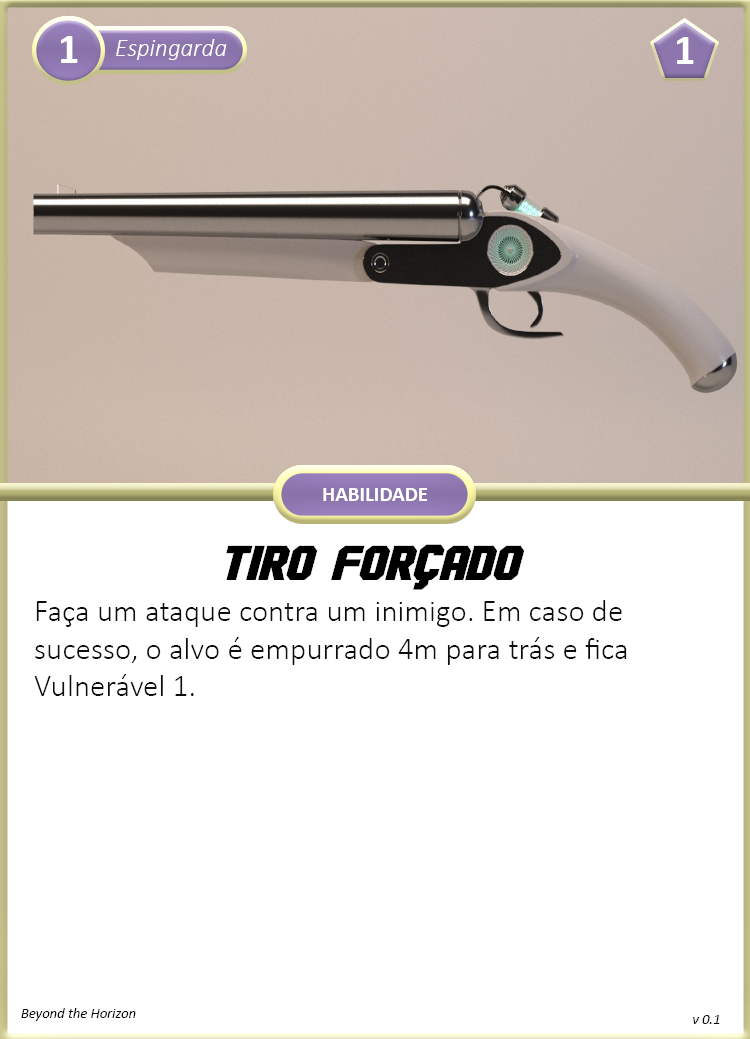 1 Espingarda 1
HABILIDADE
TIRO FORÇADO
Faça um ataque contra um inimigo. Em caso de
sucesso, o alvo é empurrado 4m para trás e fica
Vulnerável 1.
Beyond the Horizon
v 0.1